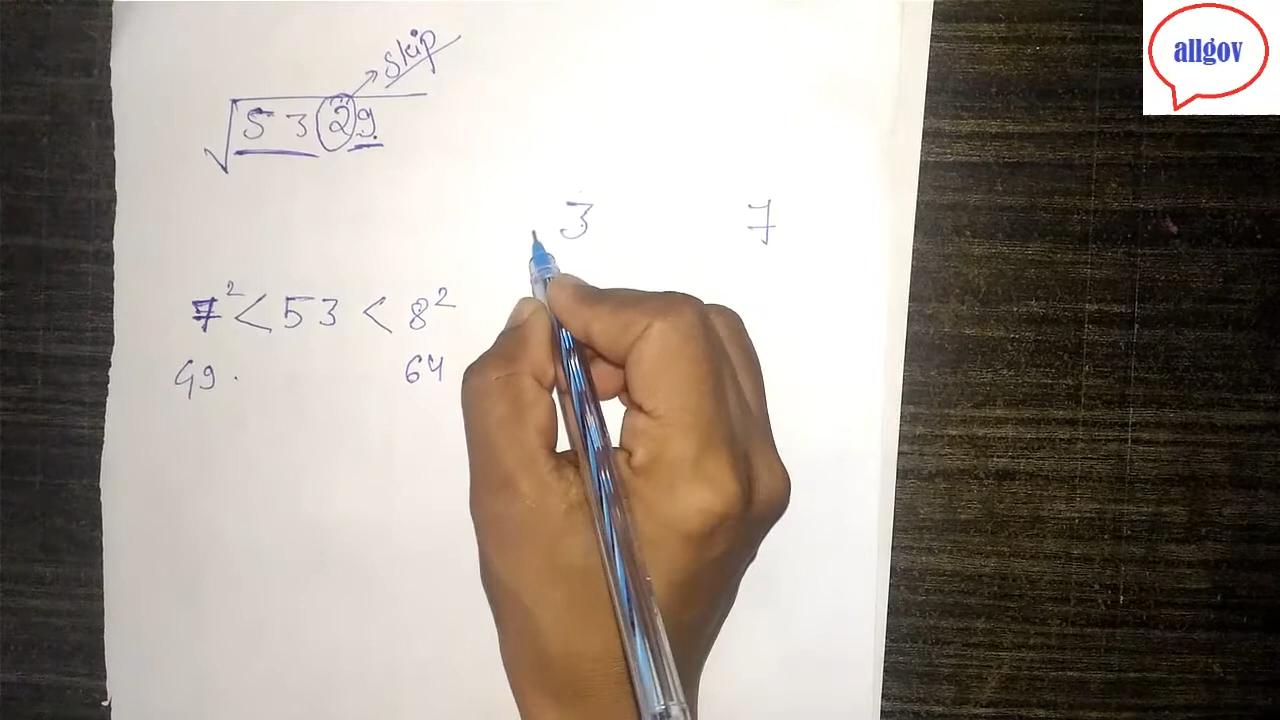 skip
√5329
3 7
7² < 53 < 8²
49. 64
allgov